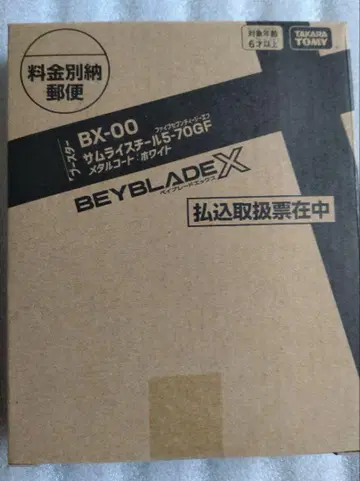 料金別納
郵便
対象年齢
6才以上
TAKARA
TOMY
ブースター
BX-00
ファイブセブンティージーエフ
サムライスチール5-70GF
メタルコート:ホワイト
BEYBLADE X
ベイブレードエックス
払込取扱票在中